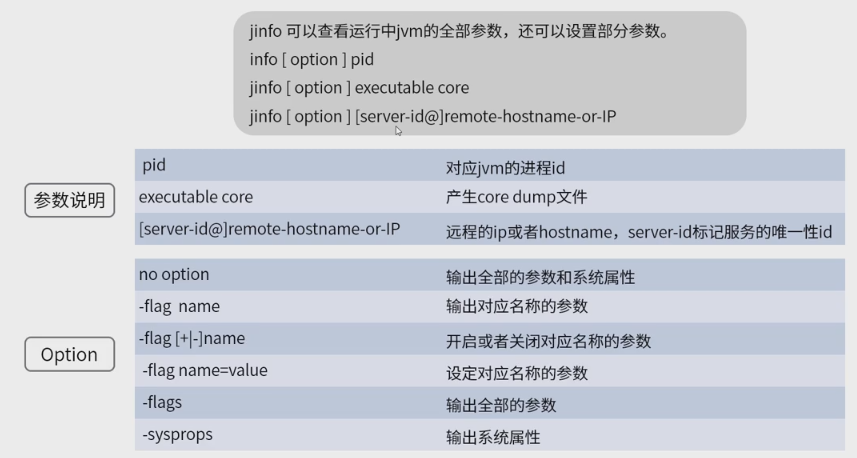 jinfo 可以查看运行中jvm的全部参数，还可以设置部分参数。
info [ option ] pid
jinfo [ option ] executable core
jinfo [ option ] [server-id@]remote-hostname-or-IP
参数说明
pid 对应jvm的进程id
executable core 产生core dump文件
[server-id@]remote-hostname-or-IP 远程的ip或者hostname，server-id标记服务的唯一性id
Option
no option 输出全部的参数和系统属性
-flag name 输出对应名称的参数
-flag [+|-]name 开启或者关闭对应名称的参数
-flag name=value 设定对应名称的参数
-flags 输出全部的参数
-sysprops 输出系统属性